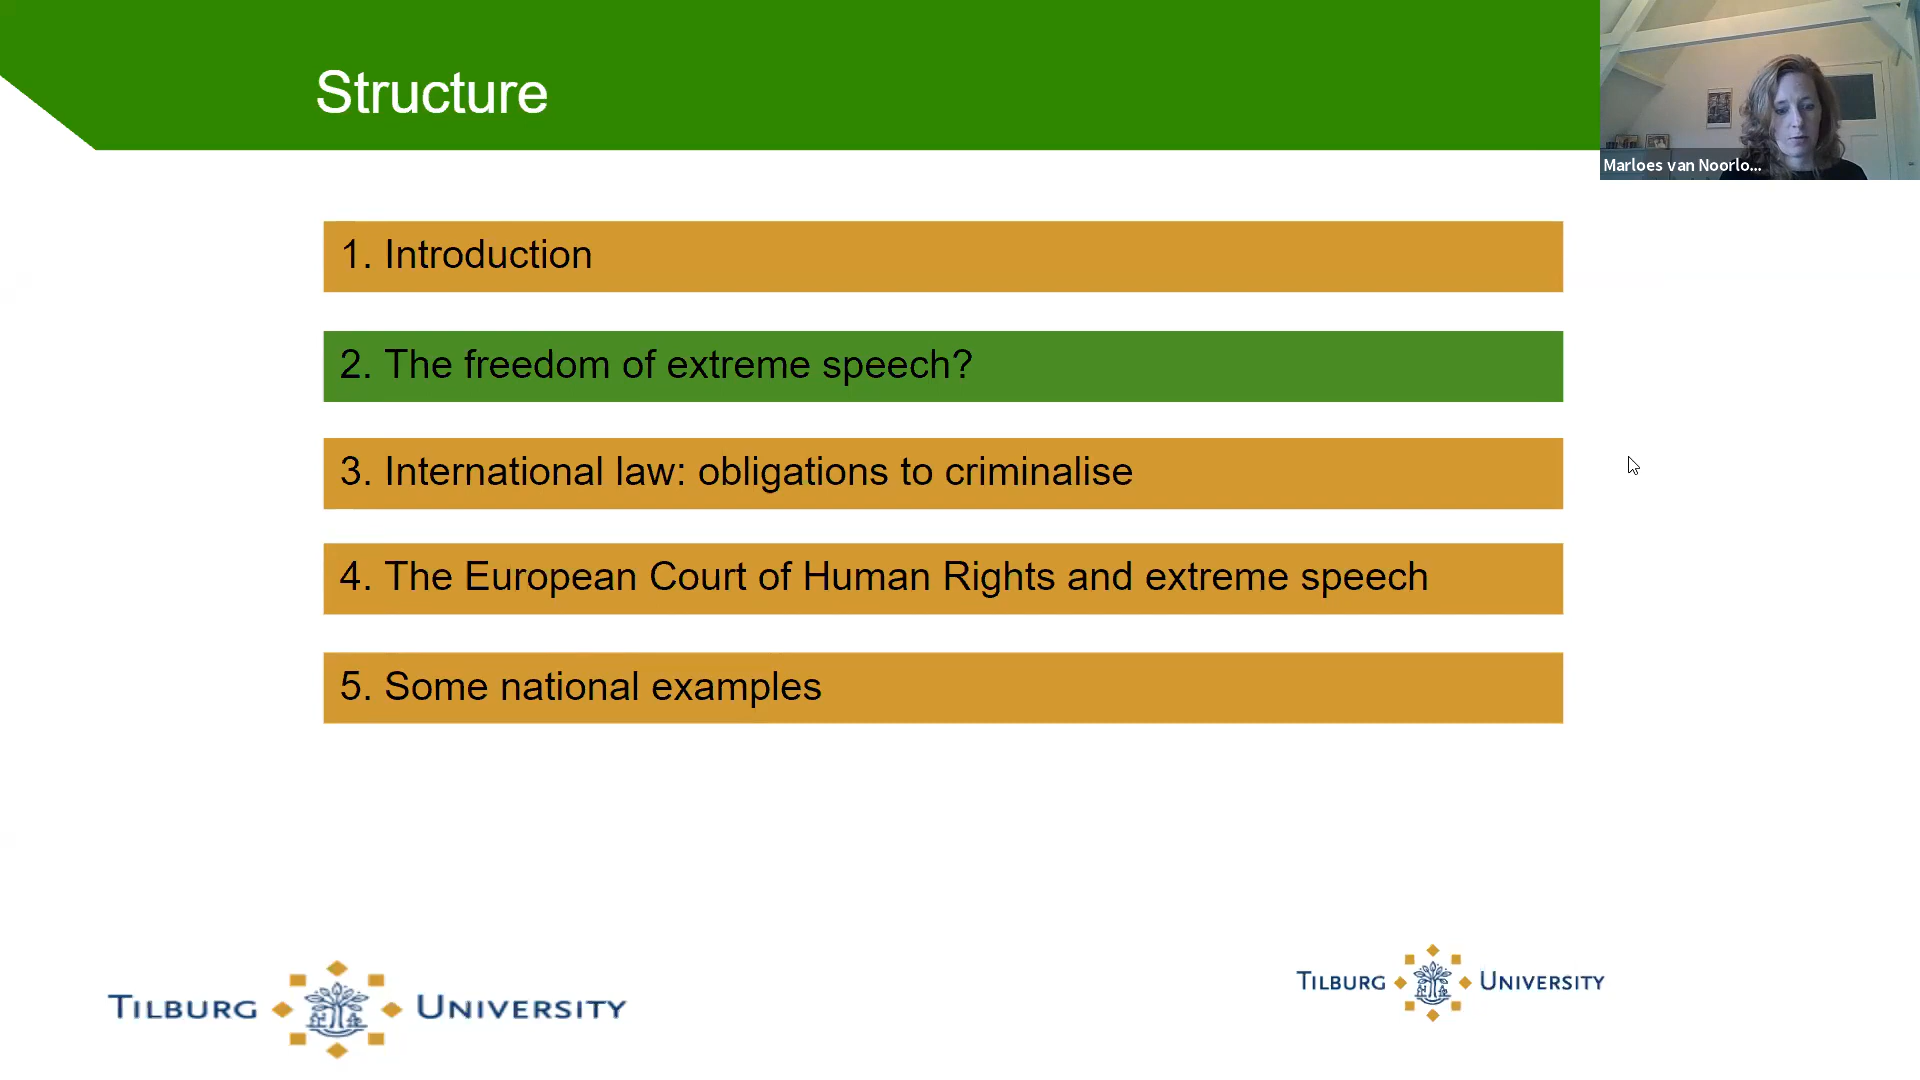 Structure
Marloes van Noorlo...
1. Introduction
2. The freedom of extreme speech?
3. International law: obligations to criminalise
4. The European Court of Human Rights and extreme speech
5. Some national examples
TILBURG UNIVERSITY
TILBURG UNIVERSITY